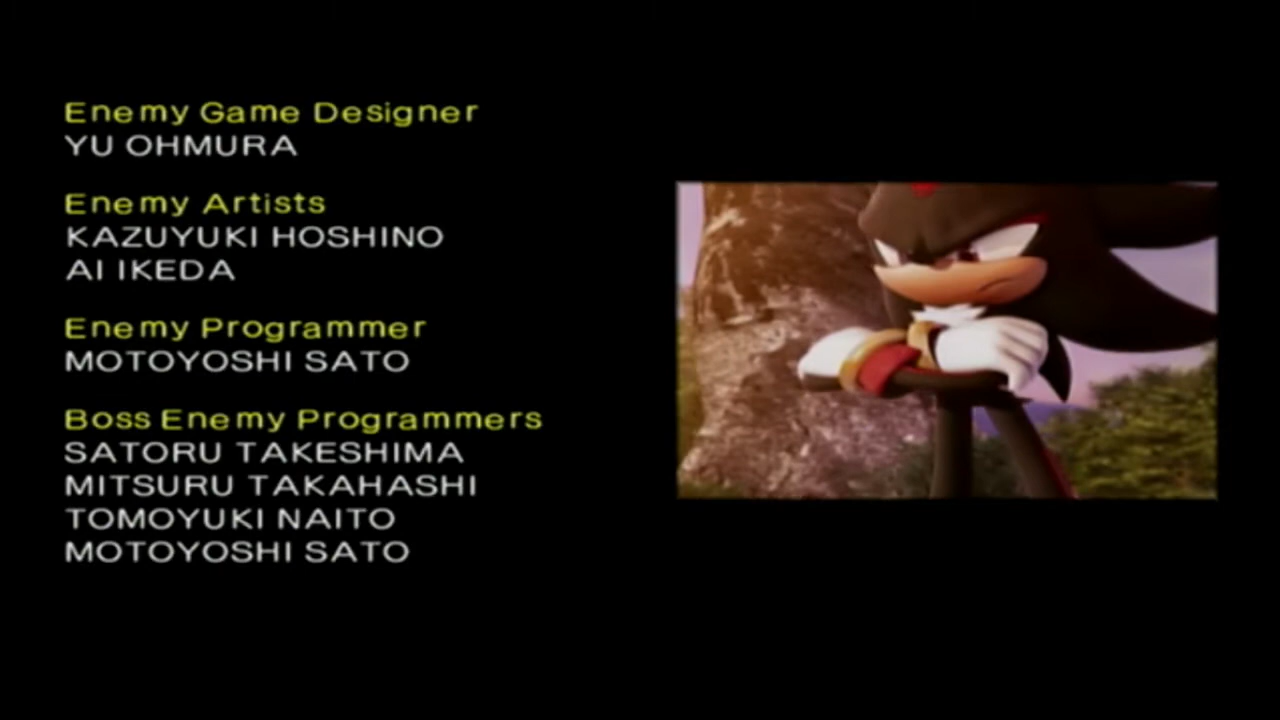 Enemy Game Designer
YU OHMURA
Enemy Artists
KAZUYUKI HOSHINO
AI IKEDA
Enemy Programmer
MOTOYOSHI SATO
Boss Enemy Programmers
SATORU TAKESHIMA
MITSURU TAKAHASHI
TOMOYUKI NAITO
MOTOYOSHI SATO